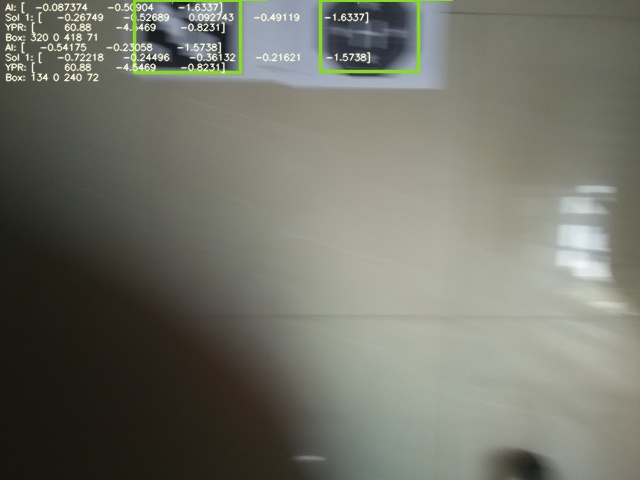 AI: [ -0.087374 -0.50904 -1.6337]
Sol 1: [ -0.26749 -0.52689 0.092743 -0.49119 -1.6337]
YPR: [ 60.88 -4.5469 -0.8231]
Box: 320 0 418 71
AI: [ -0.54175 -0.23058 -1.5738]
Sol 1: [ -0.72218 -0.24496 -0.36132 -0.21621 -1.5738]
YPR: [ 60.88 -4.5469 -0.8231]
Box: 134 0 240 72